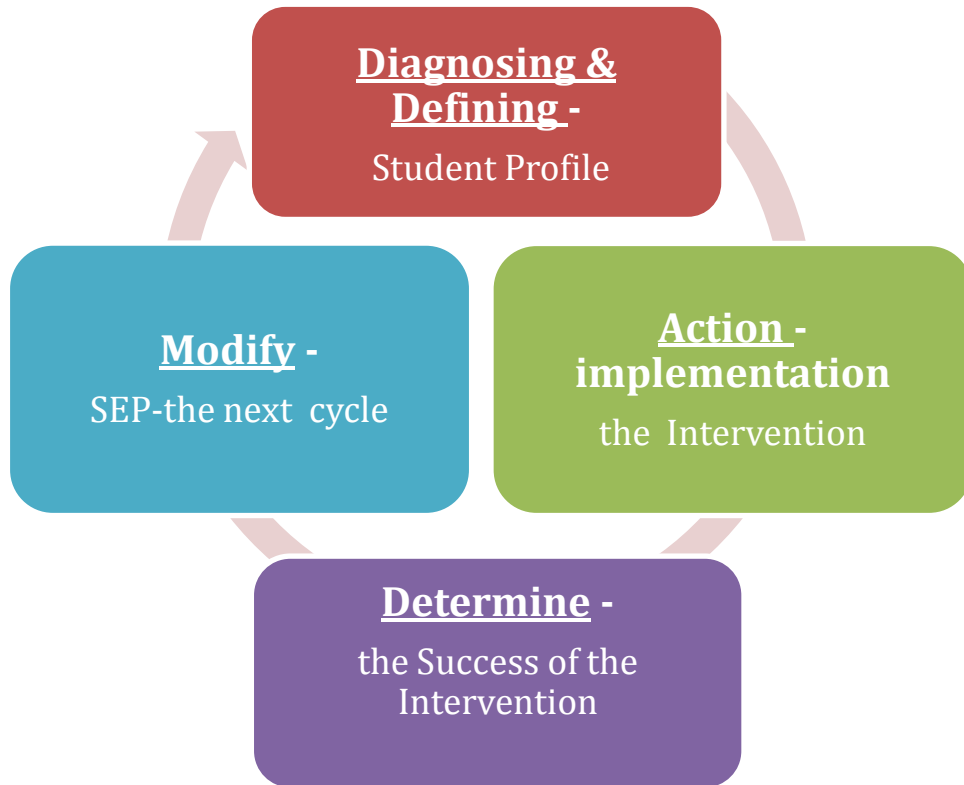 Diagnosing &
Defining -
Student Profile
Action -
implementation
the Intervention
Determine -
the Success of the
Intervention
Modify -
SEP-the next cycle